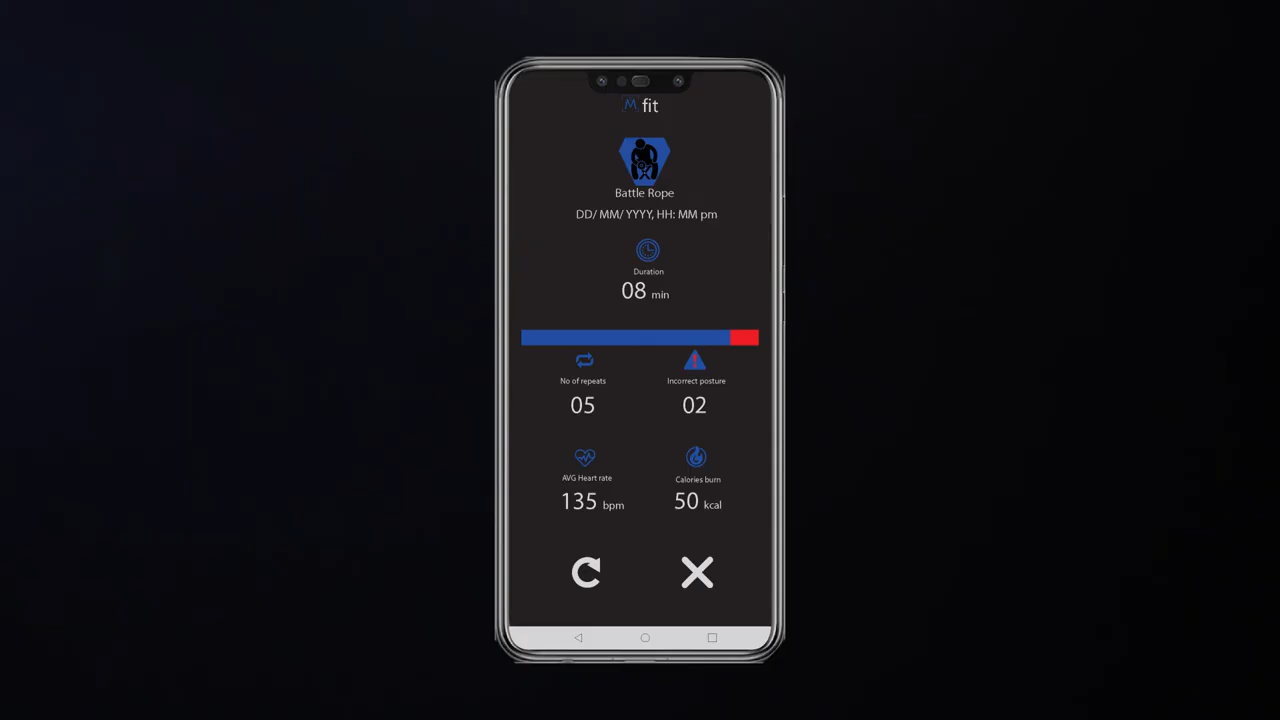 M fit
Battle Rope
DD/ MM/ YYYY, HH: MM pm
Duration
08 min
No of repeats
Incorrect posture
05
02
AVG Heart rate
Calories burn
135 bpm
50 kcal